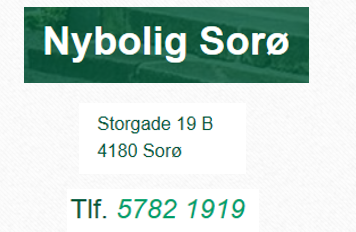 Nybolig Sorø
Storgade 19 B
4180 Sorø
Tlf. 5782 1919